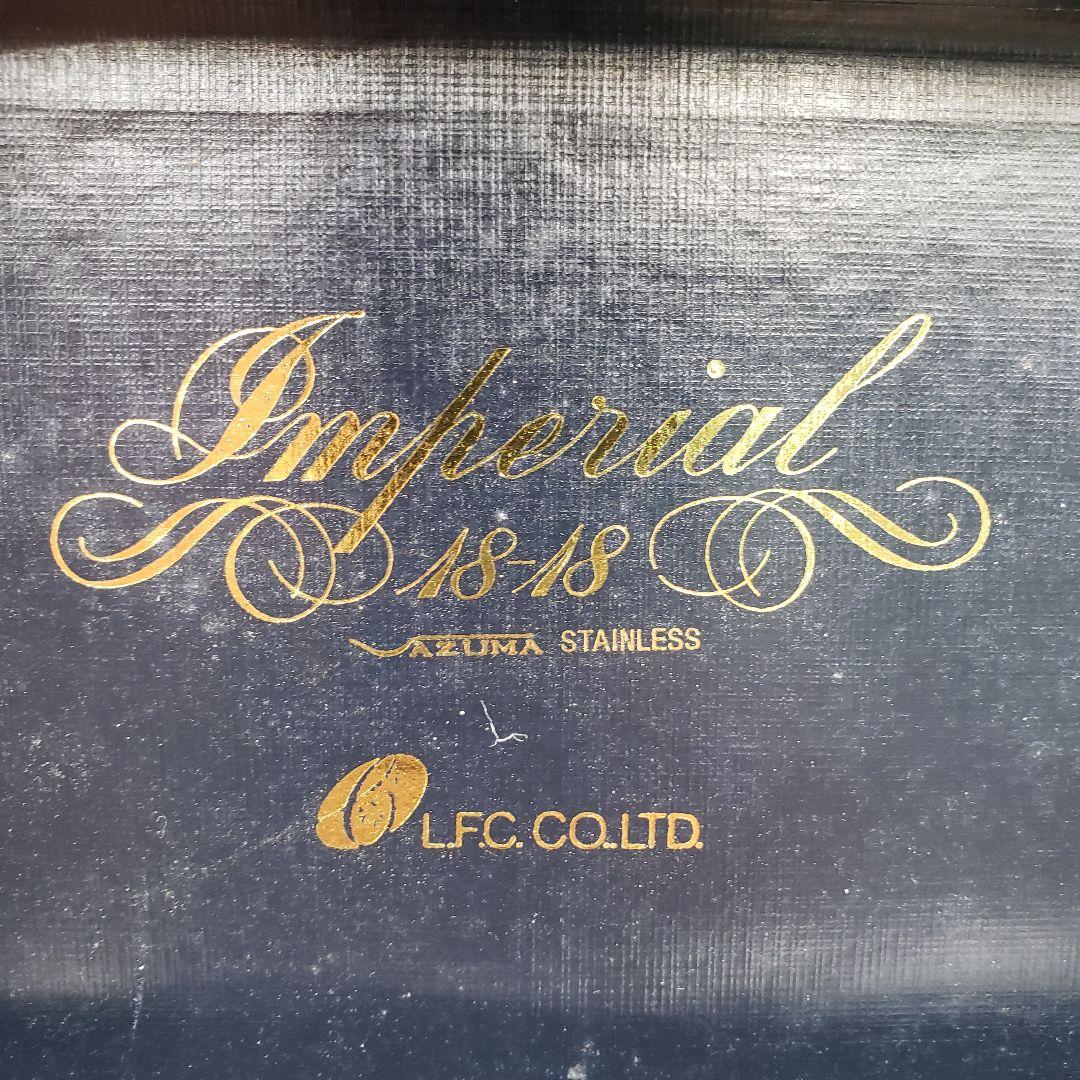 Imperial
18-18
AZUMA STAINLESS
L.F.C. CO.LTD.